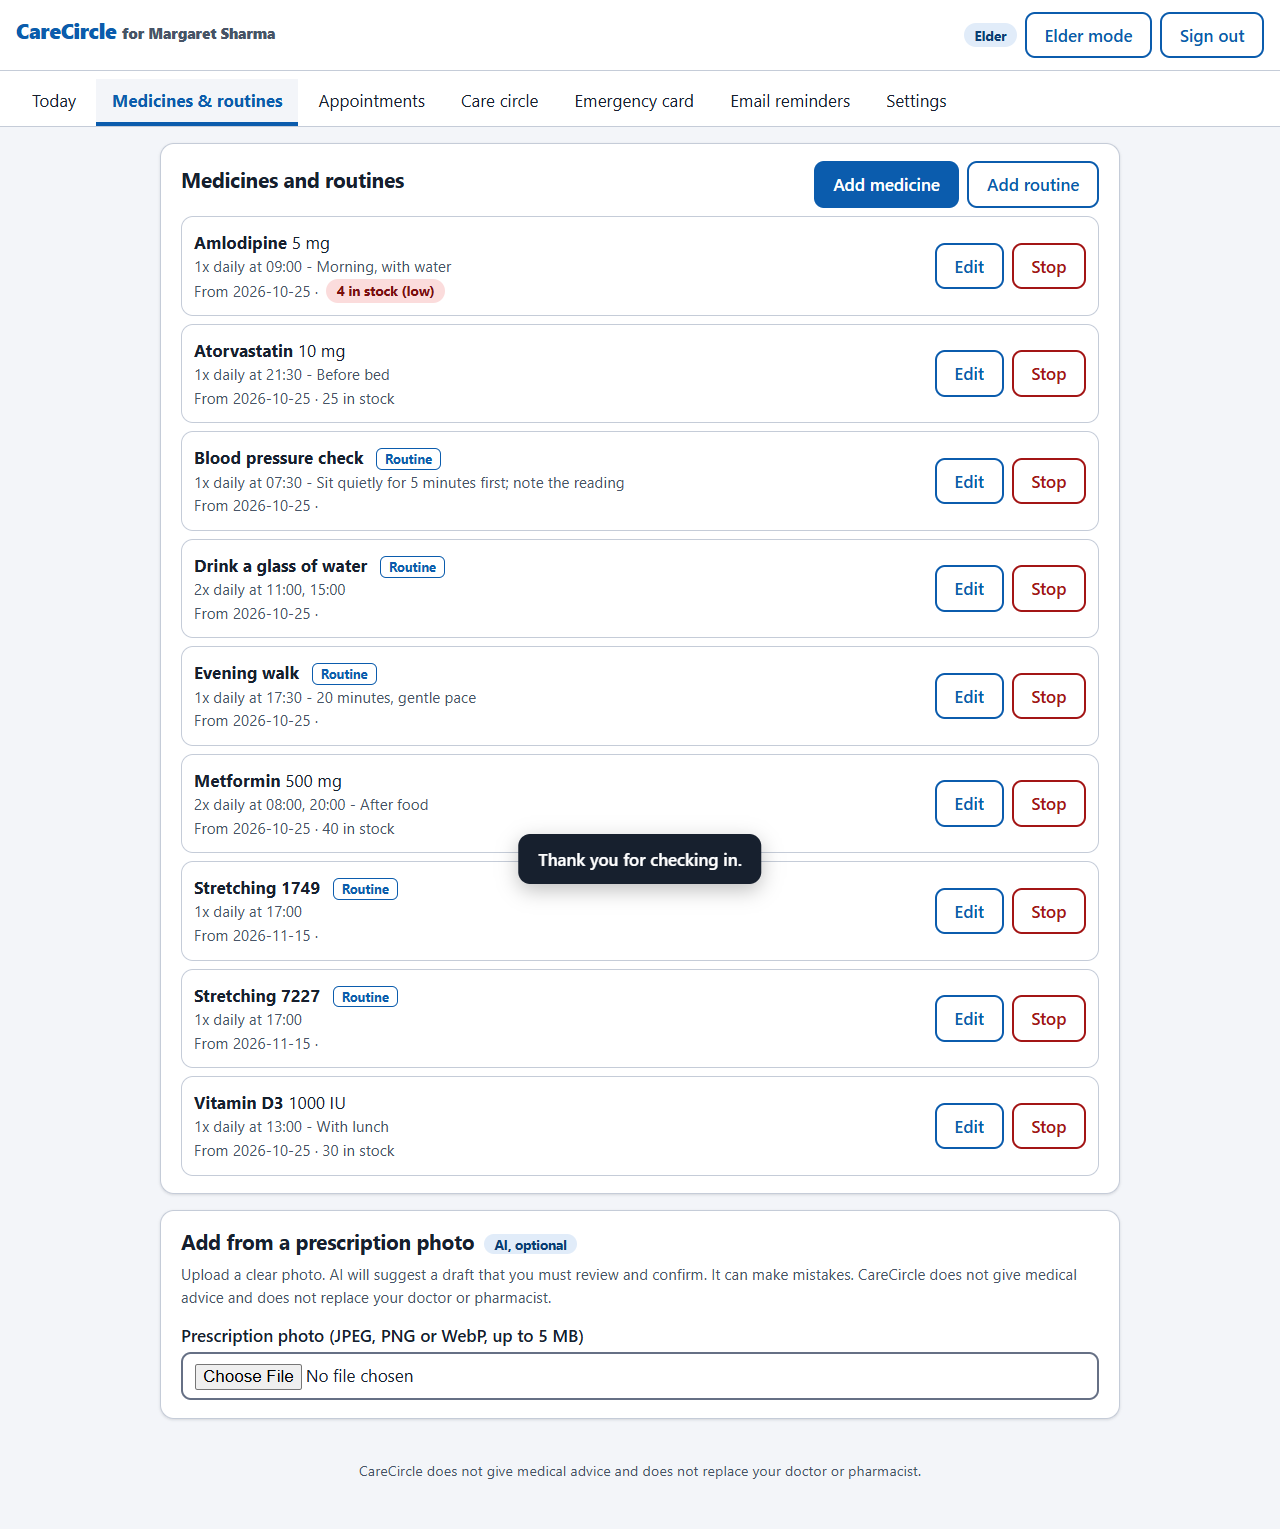 CareCircle for Margaret Sharma
Elder
Elder mode
Sign out
Today
Medicines & routines
Appointments
Care circle
Emergency card
Email reminders
Settings
Medicines and routines
Add medicine
Add routine
Amlodipine 5 mg
1x daily at 09:00 - Morning, with water
From 2026-10-25 · 4 in stock (low)
Edit
Stop
Atorvastatin 10 mg
1x daily at 21:30 - Before bed
From 2026-10-25 · 25 in stock
Edit
Stop
Blood pressure check Routine
1x daily at 07:30 - Sit quietly for 5 minutes first; note the reading
From 2026-10-25 ·
Edit
Stop
Drink a glass of water Routine
2x daily at 11:00, 15:00
From 2026-10-25 ·
Edit
Stop
Evening walk Routine
1x daily at 17:30 - 20 minutes, gentle pace
From 2026-10-25 ·
Edit
Stop
Metformin 500 mg
2x daily at 08:00, 20:00 - After food
From 2026-10-25 · 40 in stock
Edit
Stop
Thank you for checking in.
Stretching 1749 Routine
1x daily at 17:00
From 2026-11-15 ·
Edit
Stop
Stretching 7227 Routine
1x daily at 17:00
From 2026-11-15 ·
Edit
Stop
Vitamin D3 1000 IU
1x daily at 13:00 - With lunch
From 2026-10-25 · 30 in stock
Edit
Stop
Add from a prescription photo AI, optional
Upload a clear photo. AI will suggest a draft that you must review and confirm. It can make mistakes. CareCircle does not give medical
advice and does not replace your doctor or pharmacist.
Prescription photo (JPEG, PNG or WebP, up to 5 MB)
Choose File No file chosen
CareCircle does not give medical advice and does not replace your doctor or pharmacist.